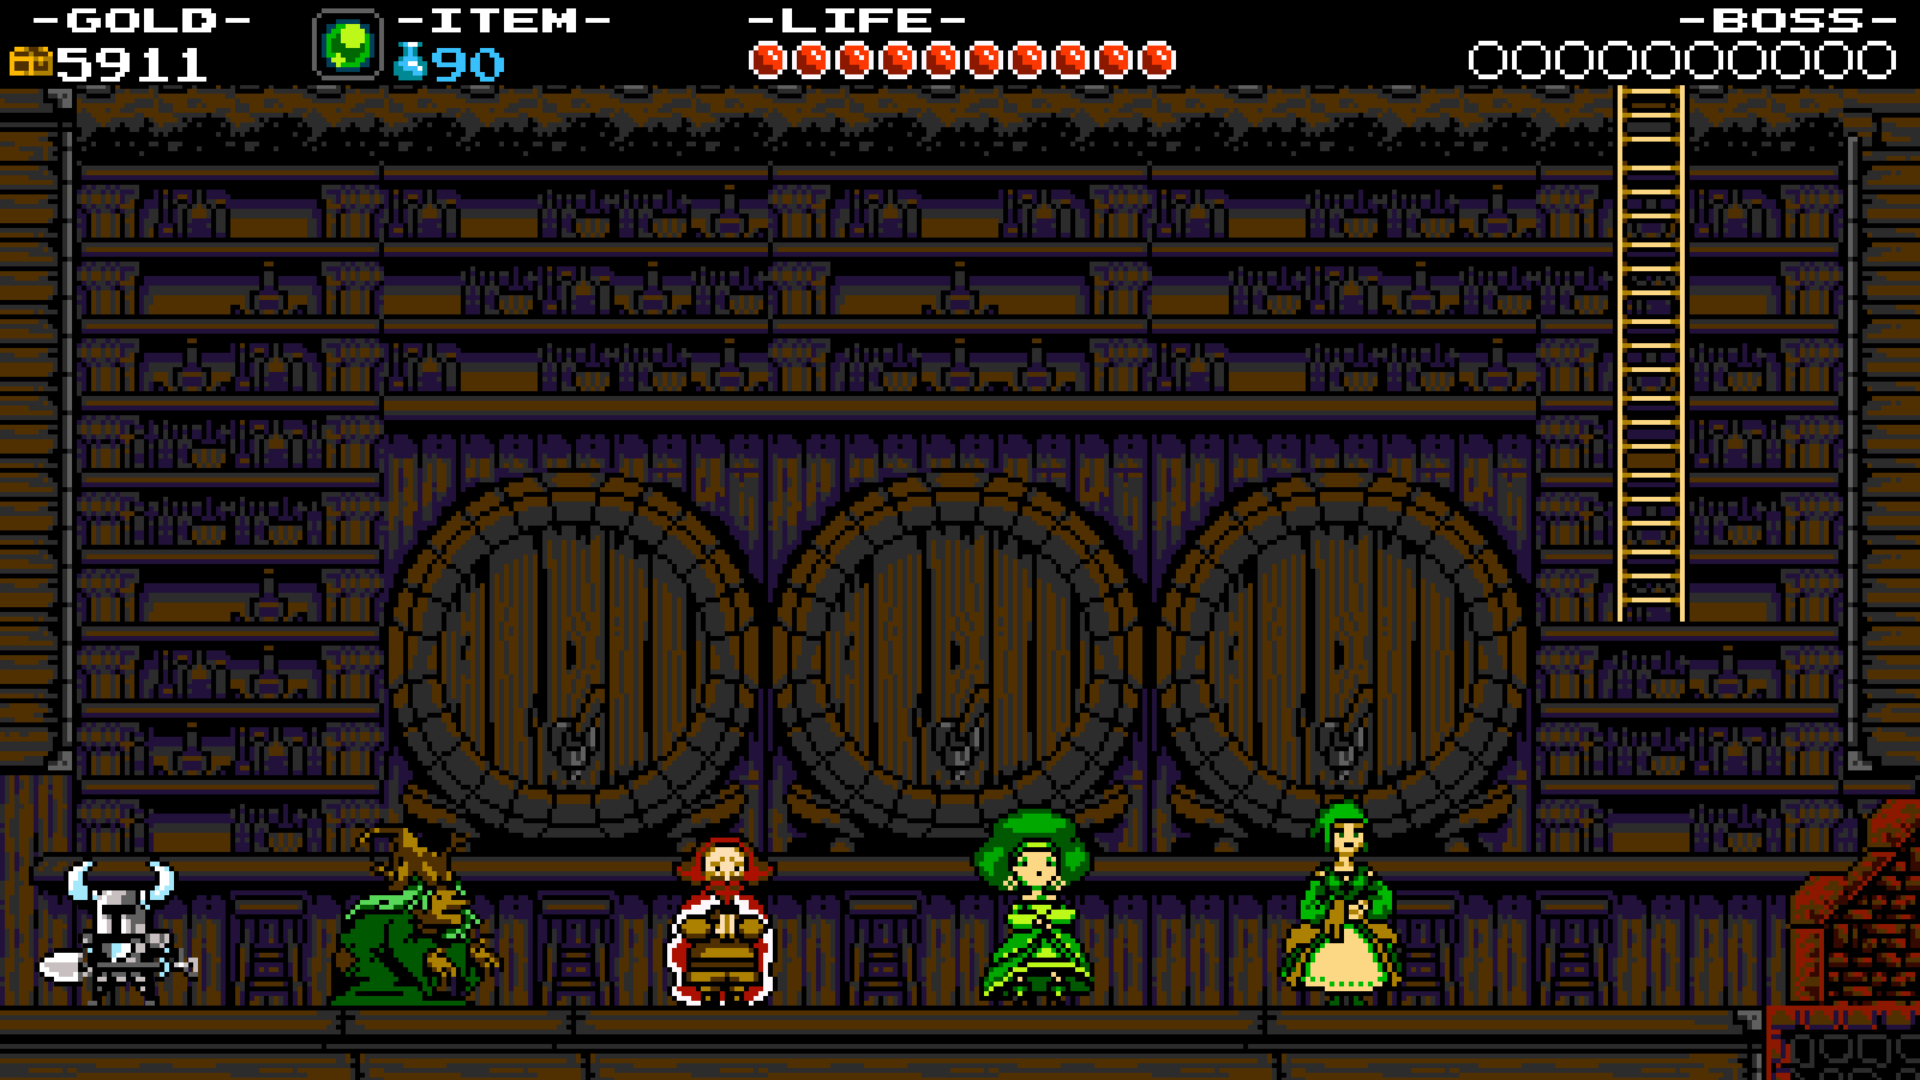 -GOLD-
5911
-ITEM-
90
-LIFE-
-BOSS-